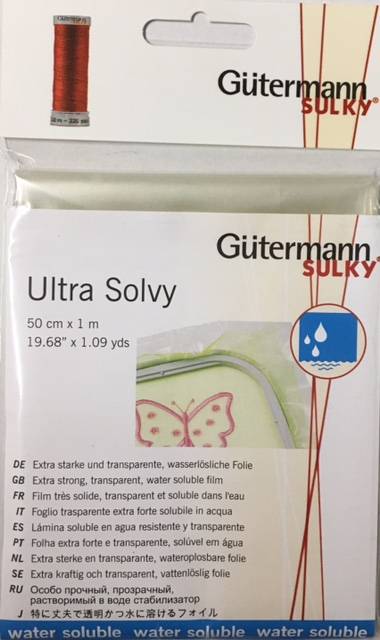 Gütermann
SULKY®
Gütermann
SULKY®
Ultra Solvy
50 cm x 1 m
19.68" x 1.09 yds
DE Extra starke und transparente, wasserlösliche Folie
GB Extra strong, transparent, water soluble film
FR Film très solide, transparent et soluble dans l'eau
IT Foglio trasparente extra forte solubile in acqua
ES Lámina soluble en agua resistente y transparente
PT Folha extra forte e transparente, solúvel em água
NL Extra sterke en transparante, wateroplosbare folie
SE Extra kraftig och transparent, vattenlöslig folie
RU Особо прочный, прозрачный,
растворимый в воде стабилизатор
J 特に丈夫で透明かつ水に溶けるフォイル
water soluble water soluble water soluble